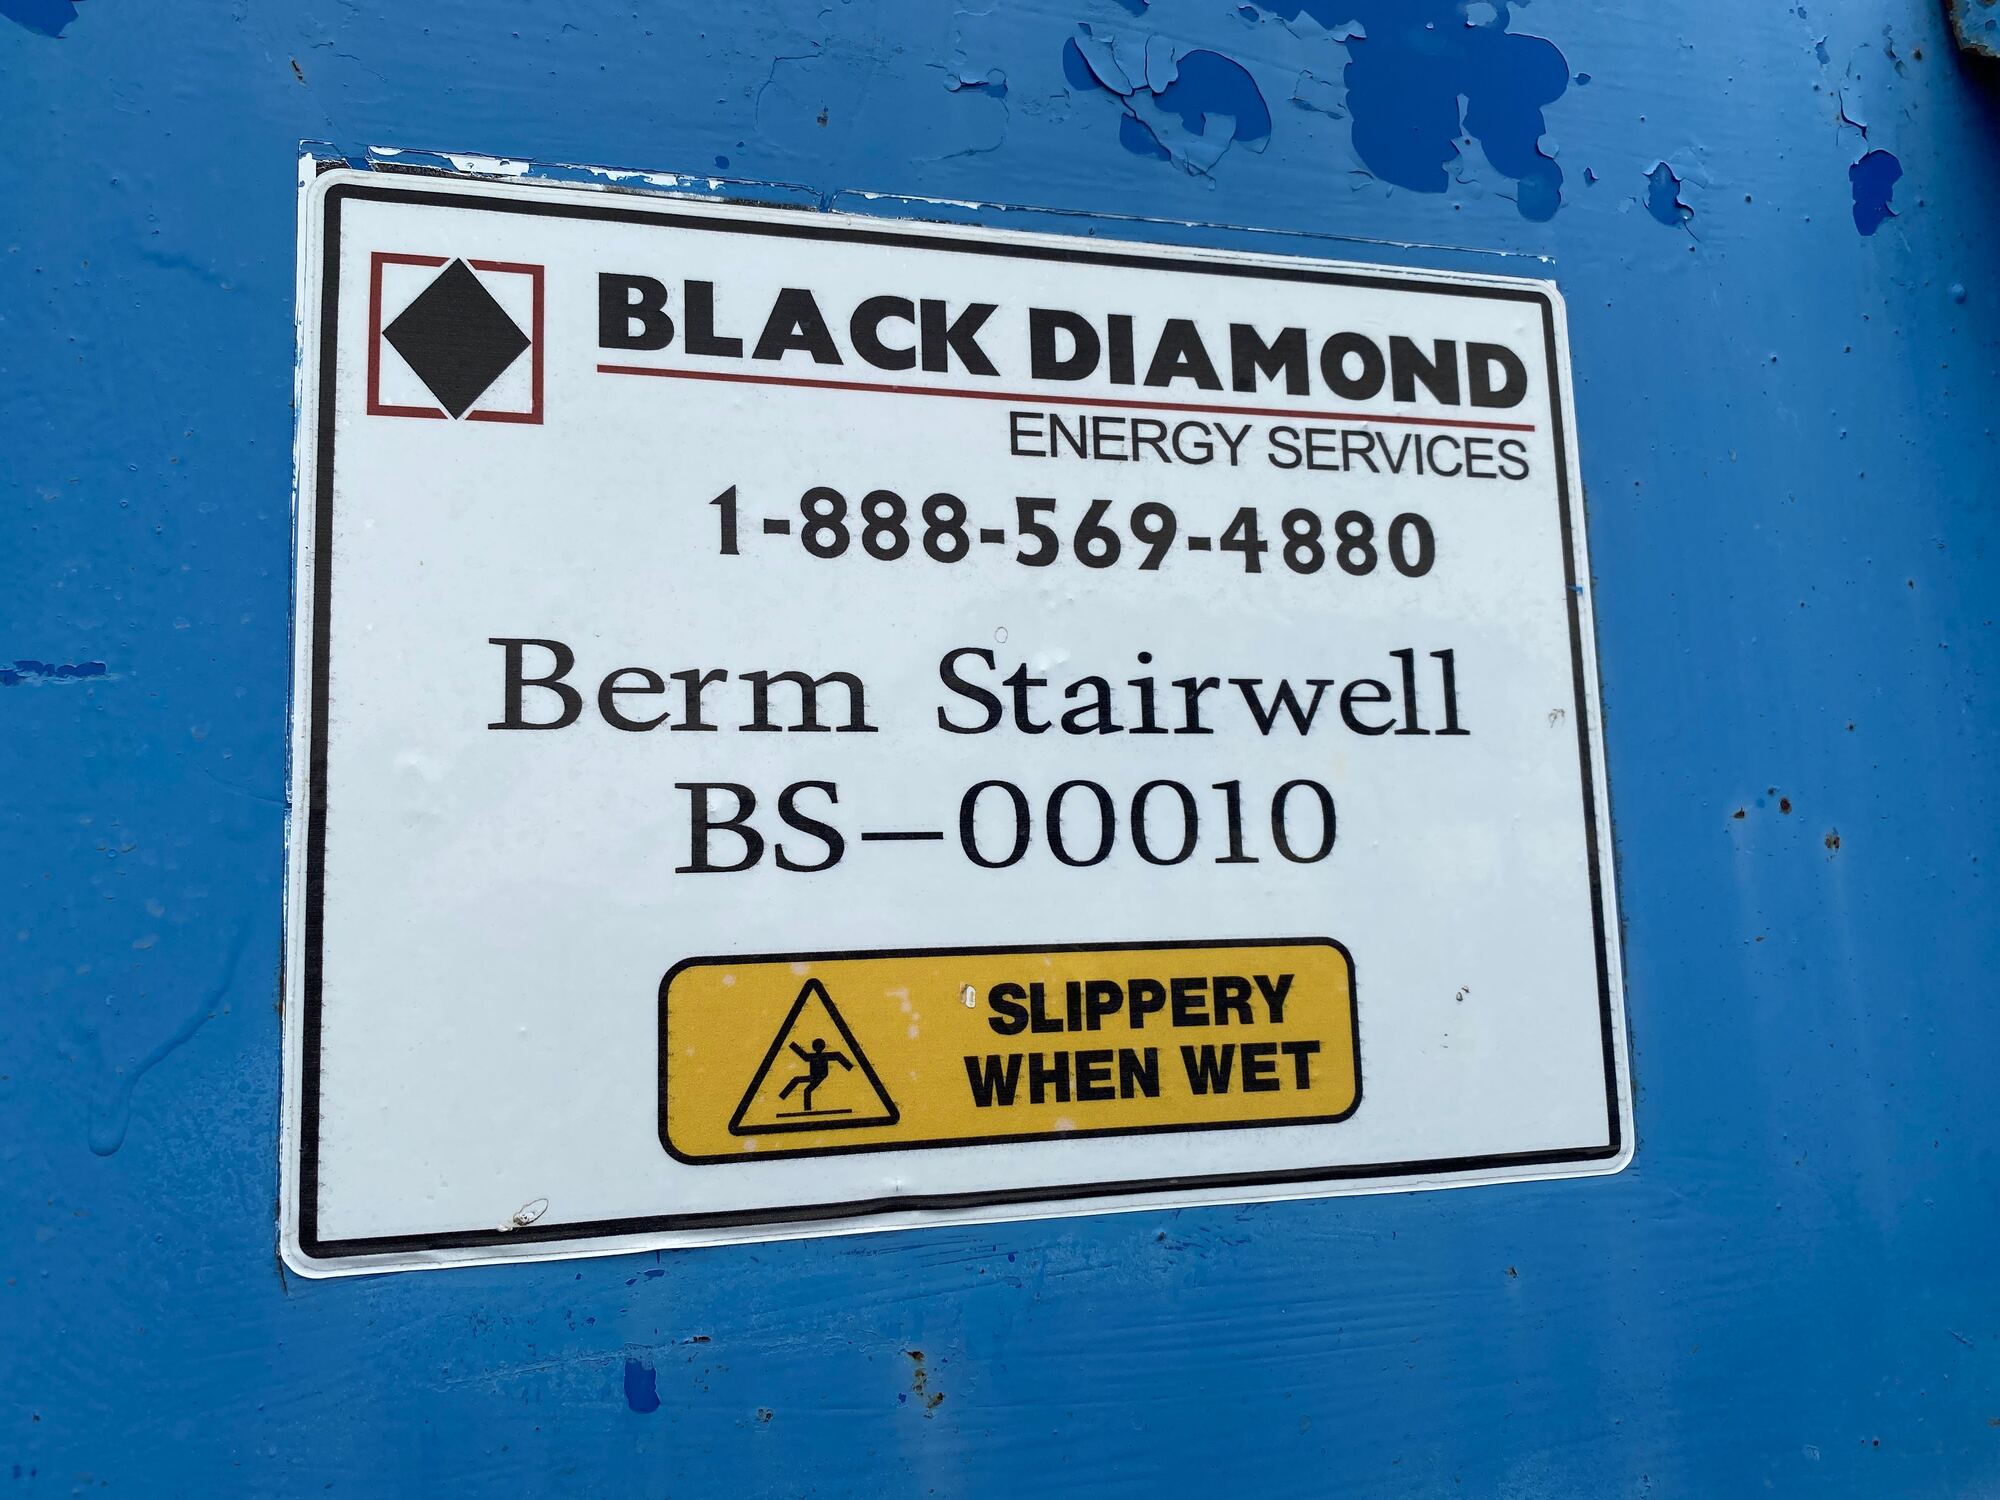 BLACK DIAMOND
ENERGY SERVICES
1-888-569-4880
Berm Stairwell
BS-00010
SLIPPERY
WHEN WET